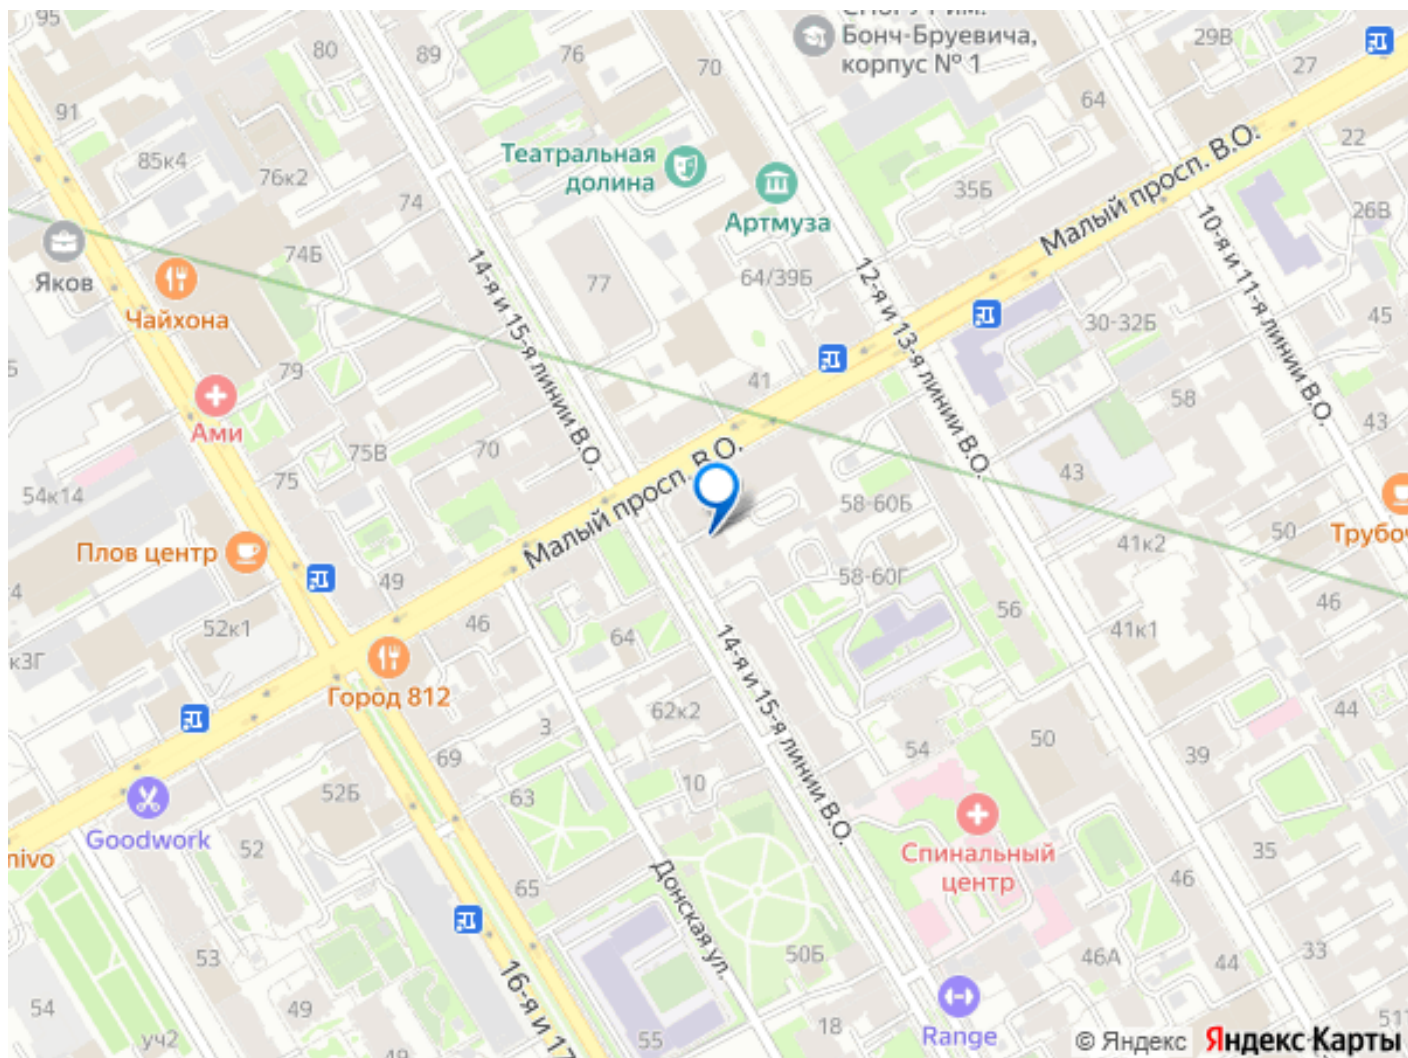 95
80
89
76
70
Бонч-Бруевича,
корпус № 1
29В
27
91
85к4
76к2
Театральная
долина
64
22
74
Артмуза
35Б
Малый просп. В.О.
26В
Яков
74Б
14-я и 15-я линии В.О.
77
64/39Б
12-я и 13-я линии В.О.
10-я и 11-я линии В.О.
Чайхона
30-32Б
45
5
79
41
58
Ами
75В
70
43
54к14
75
Малый просп. В.О.
58-60Б
43
50
Трубоч
Плов центр
41к2
4
49
58-60Г
46
52к1
46
64
14-я и 15-я линии В.О.
56
41к1
к3Г
Город 812
62к2
44
3
54
50
39
69
52Б
63
10
Goodwork
nivo
52
Спинальный
центр
35
65
Донская ул.
46
53
16-я и 17
50Б
46А
44
33
54
49
уч2
55
18
Range
51
49
© Яндекс Яндекс Карты